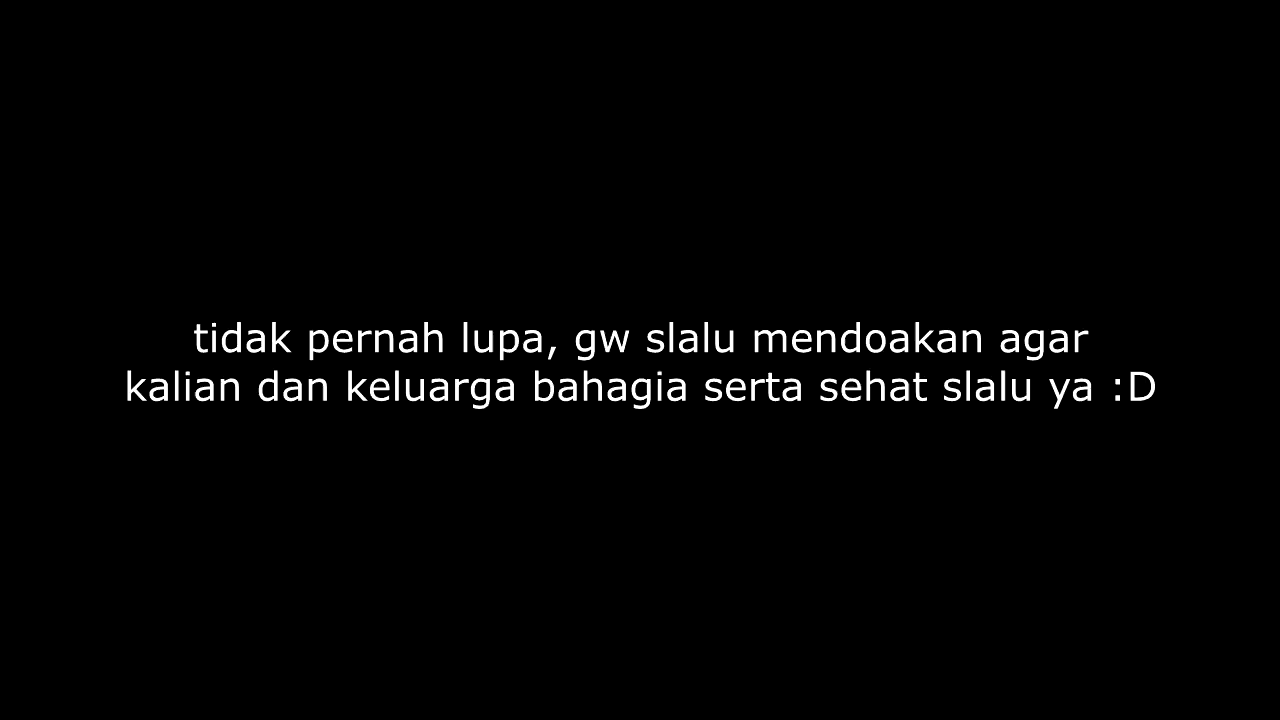 tidak pernah lupa, gw slalu mendoakan agar
kalian dan keluarga bahagia serta sehat slalu ya :D